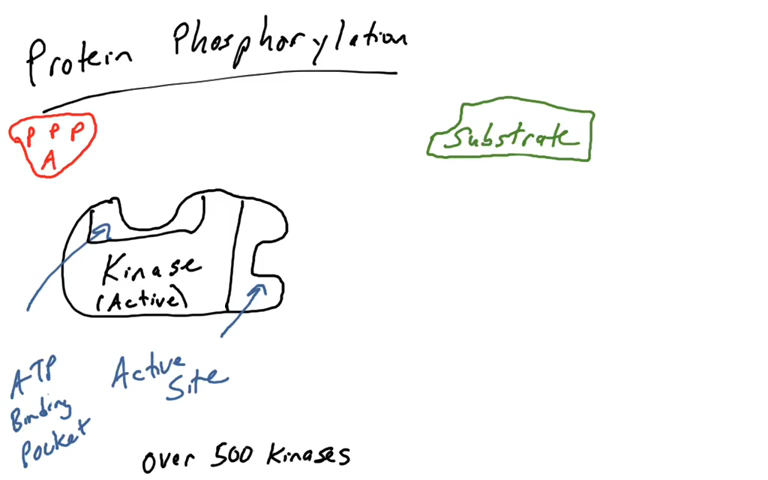 Protein Phosphorylation
P P P
A
Substrate
Kinase
(Active)
ATP
Binding
Pocket
Active
Site
Over 500 Kinases